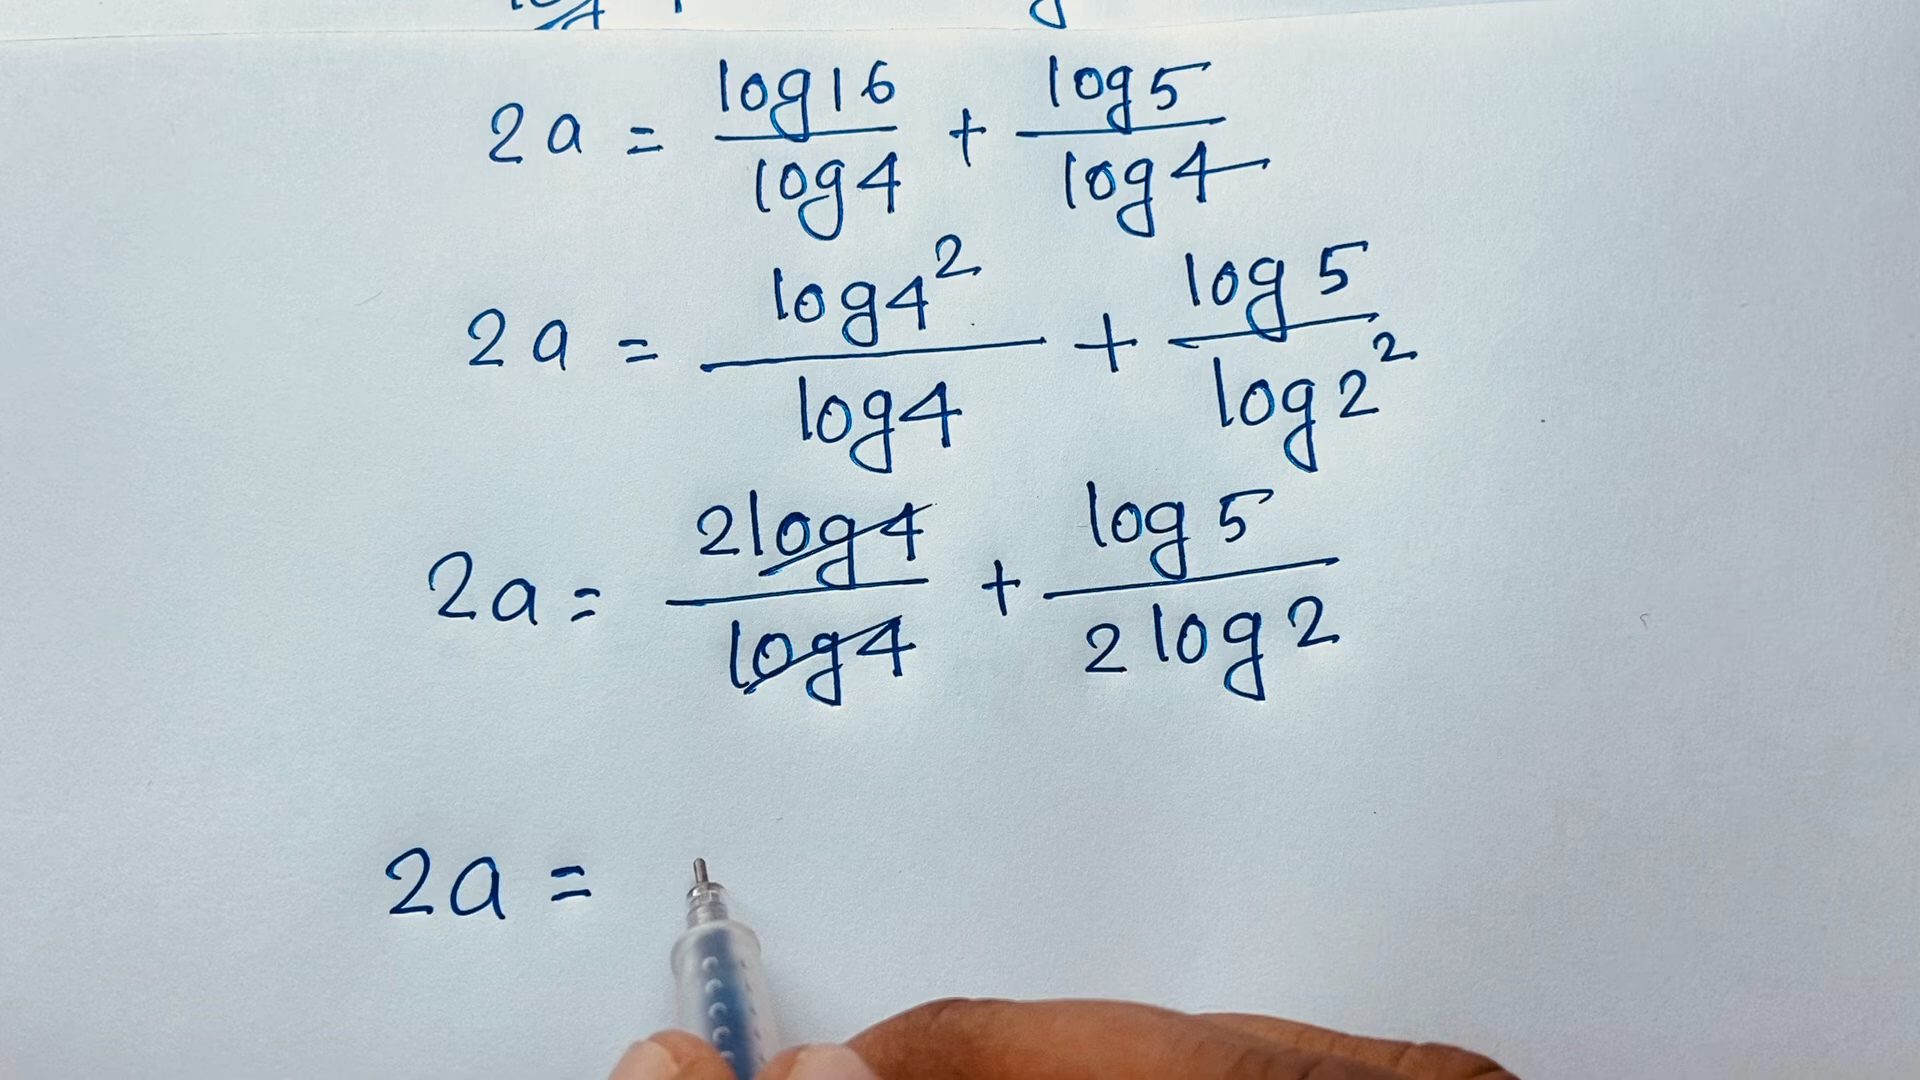 2a = log16/log4 + log5/log4
2a = log4²/log4 + log5/log2²
2a = 2log4/log4 + log5/2log2
2a =